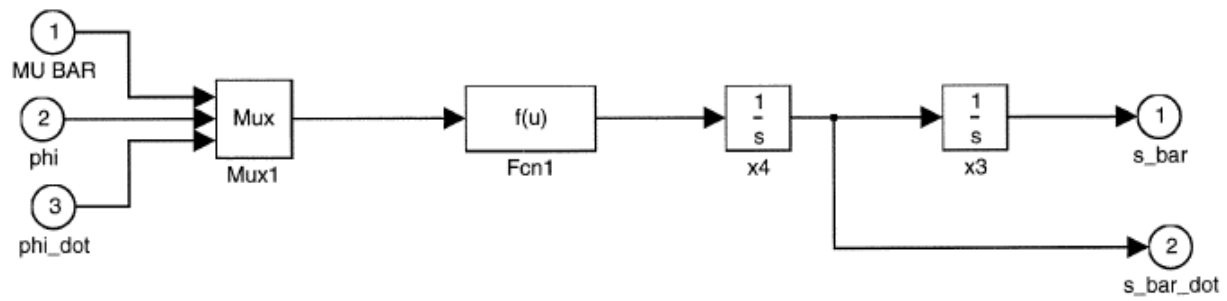 1
MU BAR
2
phi
3
phi_dot
Mux
Mux1
f(u)
Fcn1
1
s
x4
1
s
x3
1
s_bar
2
s_bar_dot